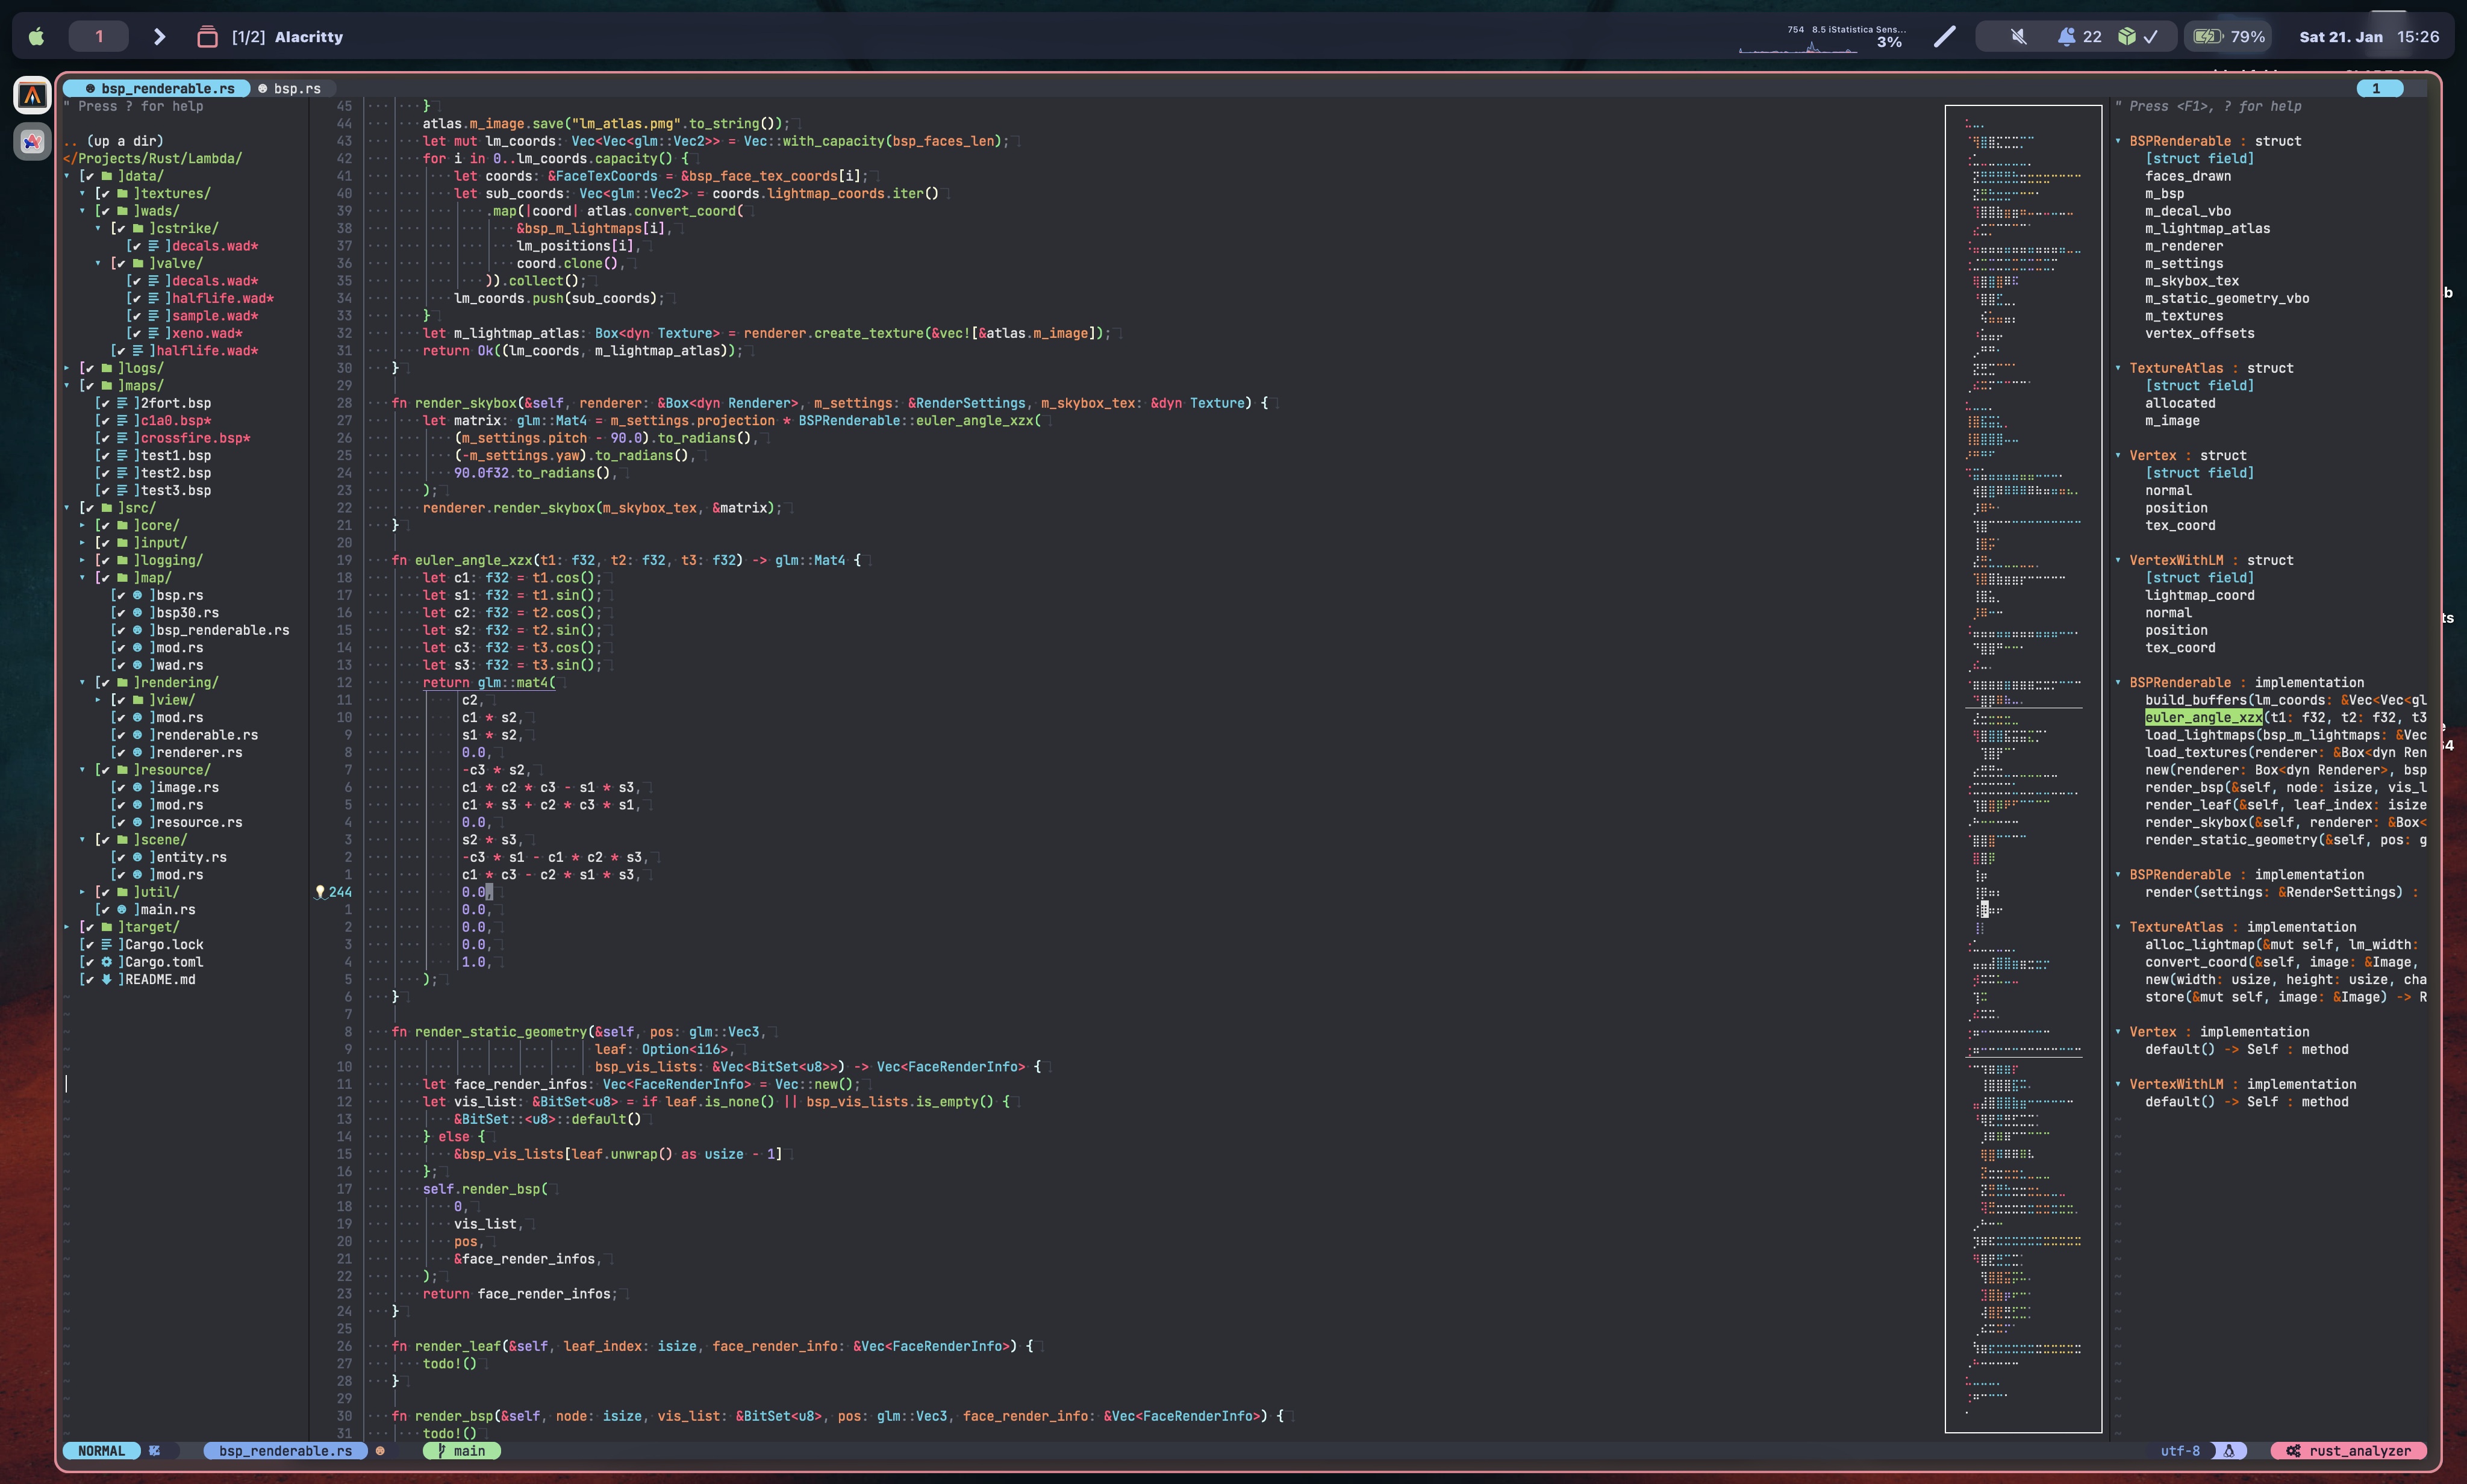 1 [1/2] Alacritty
754 8.5 iStatistica Sens...
3%
22
79%
Sat 21. Jan 15:26
bsp_renderable.rs bsp.rs
1
" Press ? for help
.. (up a dir)
</Projects/Rust/Lambda/
[✔ ]data/
[✔ ]textures/
[✔ ]wads/
[✔ ]cstrike/
[✔ ]decals.wad*
[✔ ]valve/
[✔ ]decals.wad*
[✔ ]halflife.wad*
[✔ ]sample.wad*
[✔ ]xeno.wad*
[✔ ]halflife.wad*
[✔ ]logs/
[✔ ]maps/
[✔ ]2fort.bsp
[✔ ]c1a0.bsp*
[✔ ]crossfire.bsp*
[✔ ]test1.bsp
[✔ ]test2.bsp
[✔ ]test3.bsp
[✔ ]src/
[✔ ]core/
[✔ ]input/
[✔ ]logging/
[✔ ]map/
[✔ ]bsp.rs
[✔ ]bsp30.rs
[✔ ]bsp_renderable.rs
[✔ ]mod.rs
[✔ ]wad.rs
[✔ ]rendering/
[✔ ]view/
[✔ ]mod.rs
[✔ ]renderable.rs
[✔ ]renderer.rs
[✔ ]resource/
[✔ ]image.rs
[✔ ]mod.rs
[✔ ]resource.rs
[✔ ]scene/
[✔ ]entity.rs
[✔ ]mod.rs
[✔ ]util/
[✔ ]main.rs
[✔ ]target/
[✔ ]Cargo.lock
[✔ ]Cargo.toml
[✔ ]README.md
45 }
44 atlas.m_image.save("lm_atlas.pmg".to_string());
43 let mut lm_coords: Vec<Vec<glm::Vec2>> = Vec::with_capacity(bsp_faces_len);
42 for i in 0..lm_coords.capacity() {
41 let coords: &FaceTexCoords = &bsp_face_tex_coords[i];
40 let sub_coords: Vec<glm::Vec2> = coords.lightmap_coords.iter()
39 .map(|coord| atlas.convert_coord(
38 &bsp_m_lightmaps[i],
37 lm_positions[i],
36 coord.clone(),
35 )).collect();
34 lm_coords.push(sub_coords);
33 }
32 let m_lightmap_atlas: Box<dyn Texture> = renderer.create_texture(&vec![&atlas.m_image]);
31 return Ok((lm_coords, m_lightmap_atlas));
30 }
29
28 fn render_skybox(&self, renderer: &Box<dyn Renderer>, m_settings: &RenderSettings, m_skybox_tex: &dyn Texture) {
27 let matrix: glm::Mat4 = m_settings.projection * BSPRenderable::euler_angle_xzx(
26 (m_settings.pitch - 90.0).to_radians(),
25 (-m_settings.yaw).to_radians(),
24 90.0f32.to_radians(),
23 );
22 renderer.render_skybox(m_skybox_tex, &matrix);
21 }
20
19 fn euler_angle_xzx(t1: f32, t2: f32, t3: f32) -> glm::Mat4 {
18 let c1: f32 = t1.cos();
17 let s1: f32 = t1.sin();
16 let c2: f32 = t2.cos();
15 let s2: f32 = t2.sin();
14 let c3: f32 = t3.cos();
13 let s3: f32 = t3.sin();
12 return glm::mat4(
11 c2,
10 c1 * s2,
9 s1 * s2,
8 0.0,
7 -c3 * s2,
6 c1 * c2 * c3 - s1 * s3,
5 c1 * s3 + c2 * c3 * s1,
4 0.0,
3 s2 * s3,
2 -c3 * s1 - c1 * c2 * s3,
1 c1 * c3 - c2 * s1 * s3,
244 0.0,
1 0.0,
2 0.0,
3 0.0,
4 1.0,
5 );
6 }
7
8 fn render_static_geometry(&self, pos: glm::Vec3,
9 leaf: Option<i16>,
10 bsp_vis_lists: &Vec<BitSet<u8>>) -> Vec<FaceRenderInfo> {
11 let face_render_infos: Vec<FaceRenderInfo> = Vec::new();
12 let vis_list: &BitSet<u8> = if leaf.is_none() || bsp_vis_lists.is_empty() {
13 &BitSet::<u8>::default()
14 } else {
15 &bsp_vis_lists[leaf.unwrap() as usize - 1]
16 };
17 self.render_bsp(
18 0,
19 vis_list,
20 pos,
21 &face_render_infos,
22 );
23 return face_render_infos;
24 }
25
26 fn render_leaf(&self, leaf_index: isize, face_render_info: &Vec<FaceRenderInfo>) {
27 todo!()
28 }
29
30 fn render_bsp(&self, node: isize, vis_list: &BitSet<u8>, pos: glm::Vec3, face_render_info: &Vec<FaceRenderInfo>) {
31 todo!()
" Press <F1>, ? for help
BSPRenderable : struct
[struct field]
faces_drawn
m_bsp
m_decal_vbo
m_lightmap_atlas
m_renderer
m_settings
m_skybox_tex
m_static_geometry_vbo
m_textures
vertex_offsets
TextureAtlas : struct
[struct field]
allocated
m_image
Vertex : struct
[struct field]
normal
position
tex_coord
VertexWithLM : struct
[struct field]
lightmap_coord
normal
position
tex_coord
BSPRenderable : implementation
build_buffers(lm_coords: &Vec<Vec<gl
euler_angle_xzx(t1: f32, t2: f32, t3
load_lightmaps(bsp_m_lightmaps: &Vec
load_textures(renderer: &Box<dyn Ren
new(renderer: Box<dyn Renderer>, bsp
render_bsp(&self, node: isize, vis_l
render_leaf(&self, leaf_index: isize
render_skybox(&self, renderer: &Box<
render_static_geometry(&self, pos: g
BSPRenderable : implementation
render(settings: &RenderSettings) :
TextureAtlas : implementation
alloc_lightmap(&mut self, lm_width:
convert_coord(&self, image: &Image,
new(width: usize, height: usize, cha
store(&mut self, image: &Image) -> R
Vertex : implementation
default() -> Self : method
VertexWithLM : implementation
default() -> Self : method
NORMAL bsp_renderable.rs main utf-8 rust_analyzer